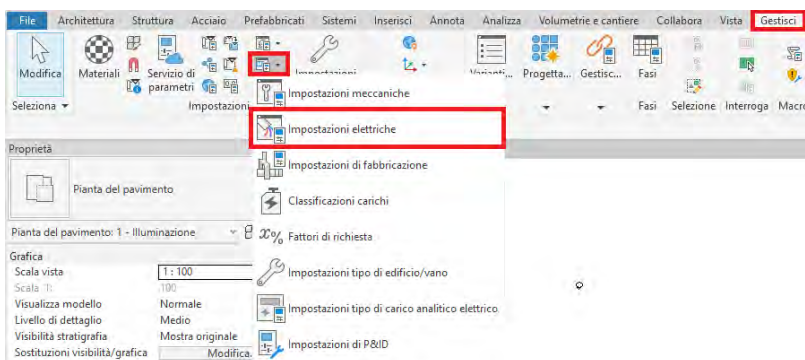 File Architettura Struttura Acciaio Prefabbricati Sistemi Inserisci Annota Analizza Volumetrie e cantiere Collabora Vista Gestisci
Modifica Materiali Servizio di parametri Impostazioni Varianti... Progetta... Gestisc... Fasi
Seleziona Impostazioni Fasi Selezione Interroga Macro
Impostazioni meccaniche
Impostazioni elettriche
Proprietà
Impostazioni di fabbricazione
Pianta del pavimento
Classificazioni carichi
Pianta del pavimento: 1 - Illuminazione
x% Fattori di richiesta
Grafica
Scala vista 1 : 100
Impostazioni tipo di edificio/vano
Scala 1: 100
Visualizza modello Normale
Impostazioni tipo di carico analitico elettrico
Livello di dettaglio Medio
Visibilità stratigrafia Mostra originale
Impostazioni di P&ID
Sostituzioni visibilità/grafica Modifica.